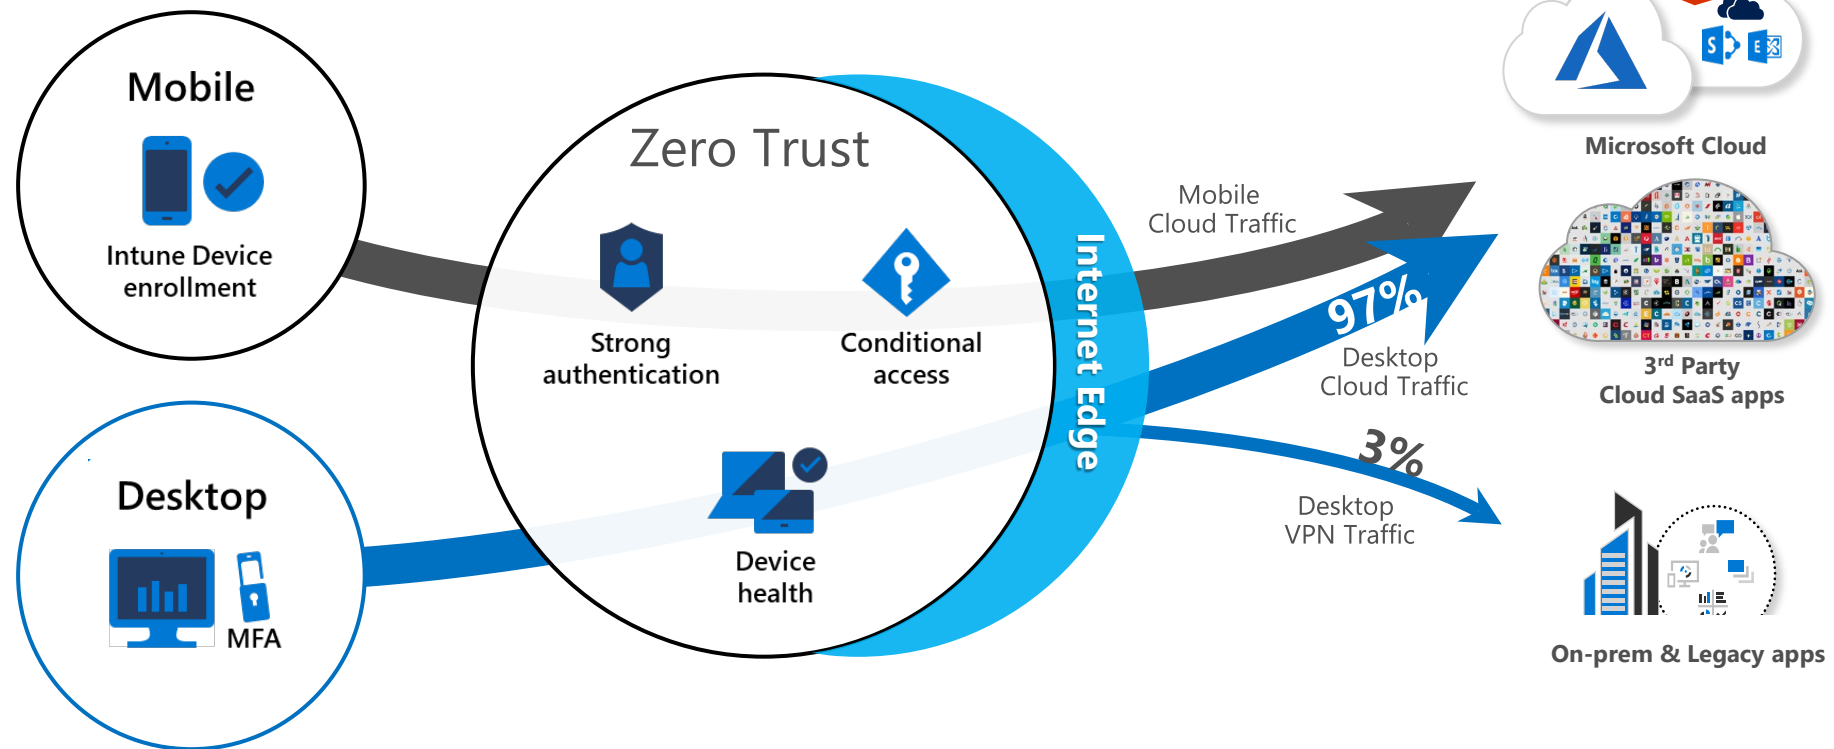 Mobile
Intune Device
enrollment
Desktop
MFA
Zero Trust
Strong
authentication
Conditional
access
Device
health
Internet Edge
Mobile
Cloud Traffic
97%
Desktop
Cloud Traffic
3%
Desktop
VPN Traffic
S
E
Microsoft Cloud
3rd Party
Cloud SaaS apps
On-prem & Legacy apps